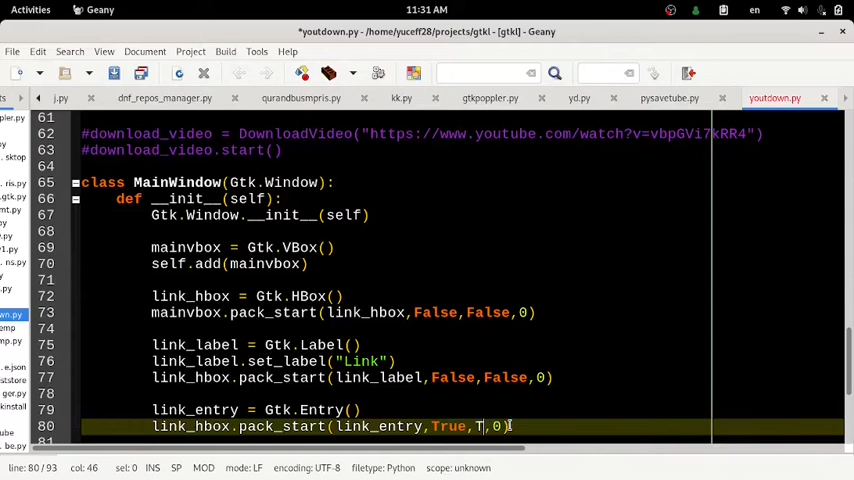 Activities Geany 11:31 AM en
*youtdown.py - /home/yuceff28/projects/gtkl - [gtkl] - Geany
File Edit Search View Document Project Build Tools Help
ts j.py dnf_repos_manager.py qurandbusmpris.py kk.py gtkpoppler.py yd.py pysavetube.py youtdown.py
61
62 #download_video = DownloadVideo("https://www.youtube.com/watch?v=vbpGVi7kRR4")
63 #download_video.start()
64
65 class MainWindow(Gtk.Window):
66 def __init__(self):
67 Gtk.Window.__init__(self)
68
69 mainvbox = Gtk.VBox()
70 self.add(mainvbox)
71
72 link_hbox = Gtk.HBox()
73 mainvbox.pack_start(link_hbox,False,False,0)
74
75 link_label = Gtk.Label()
76 link_label.set_label("Link")
77 link_hbox.pack_start(link_label,False,False,0)
78
79 link_entry = Gtk.Entry()
80 link_hbox.pack_start(link_entry,True,T,0)
81
line: 80 / 93 col: 46 sel: 0 INS SP MOD mode: LF encoding: UTF-8 filetype: Python scope: unknown